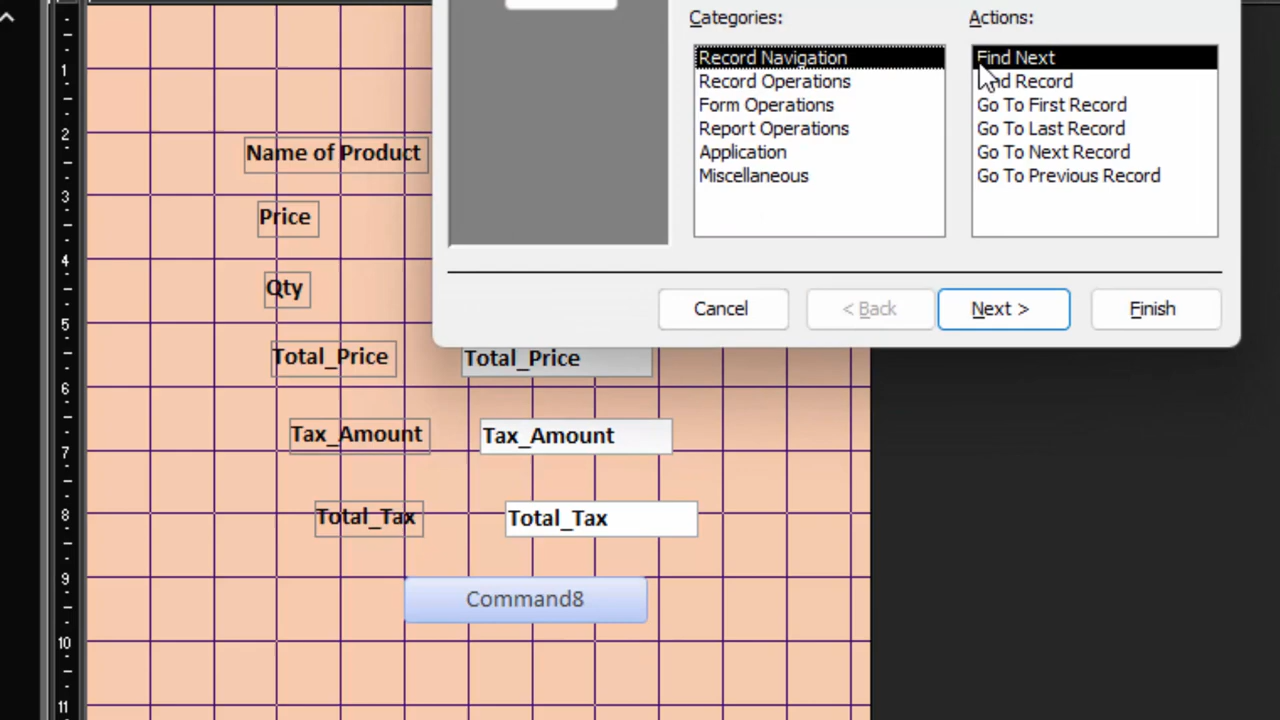 Categories:
Actions:
Record Navigation
Record Operations
Form Operations
Report Operations
Application
Miscellaneous
Find Next
d Record
Go To First Record
Go To Last Record
Go To Next Record
Go To Previous Record
Cancel
< Back
Next >
Finish
1
2
3
4
5
6
7
8
9
10
11
Name of Product
Price
Qty
Total_Price
Total_Price
Tax_Amount
Tax_Amount
Total_Tax
Total_Tax
Command8